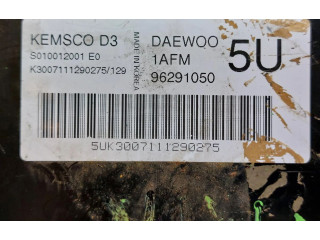 KEMSCO D3
S010012001 E0
K3007111290275/129
MADE IN KOREA
DAEWOO
1AFM
96291050
5U
5UK3007111290275